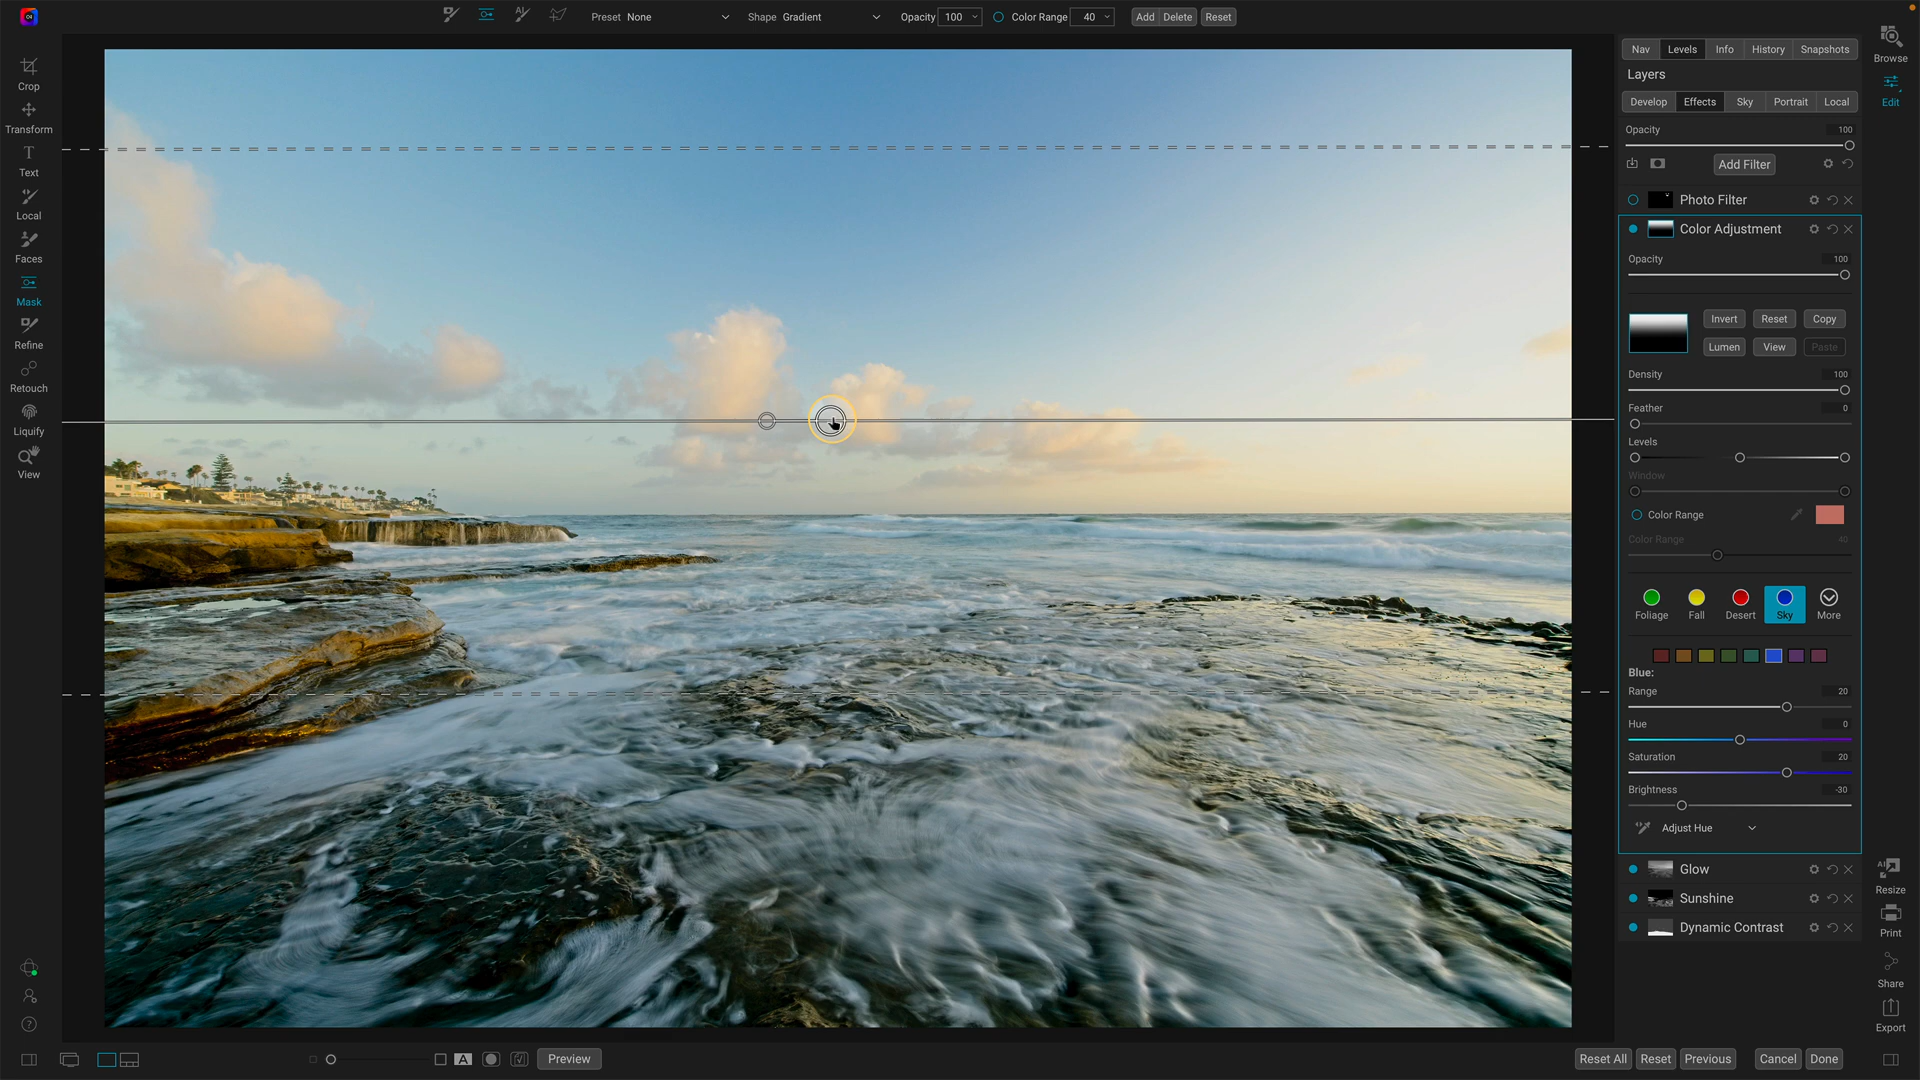 Preset None Shape Gradient Opacity 100 Color Range 40 Add Delete Reset
Nav Levels Info History Snapshots
Browse
Layers
Edit
Develop Effects Sky Portrait Local
Opacity 100
Add Filter
Photo Filter
Color Adjustment
Opacity 100
Invert Reset Copy
Lumen View Paste
Density 100
Feather 0
Levels
Window
Color Range
Color Range 40
Foliage Fall Desert Sky More
Blue:
Range 20
Hue 0
Saturation 20
Brightness -30
Adjust Hue
Glow
Sunshine
Dynamic Contrast
Crop
Transform
Text
Local
Faces
Mask
Refine
Retouch
Liquify
View
AI
Resize
Print
Share
Export
A Preview
Reset All Reset Previous Cancel Done